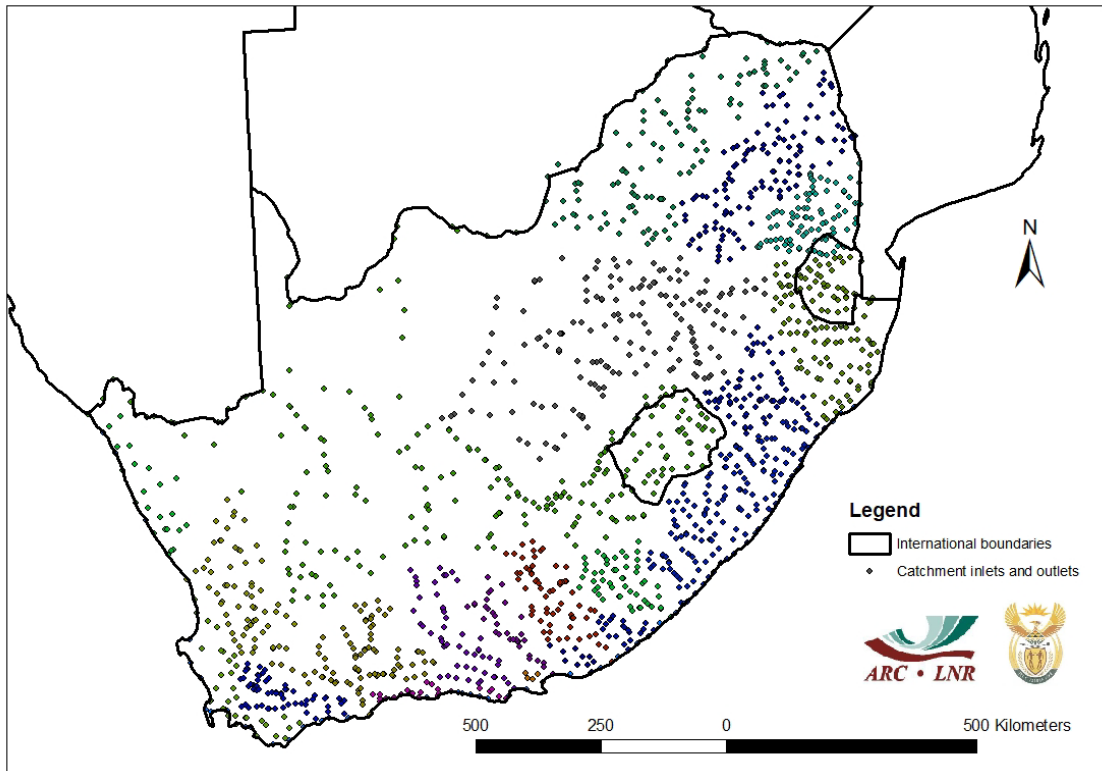 N
Legend
International boundaries
Catchment inlets and outlets
ARC • LNR
500 250 0 500 Kilometers